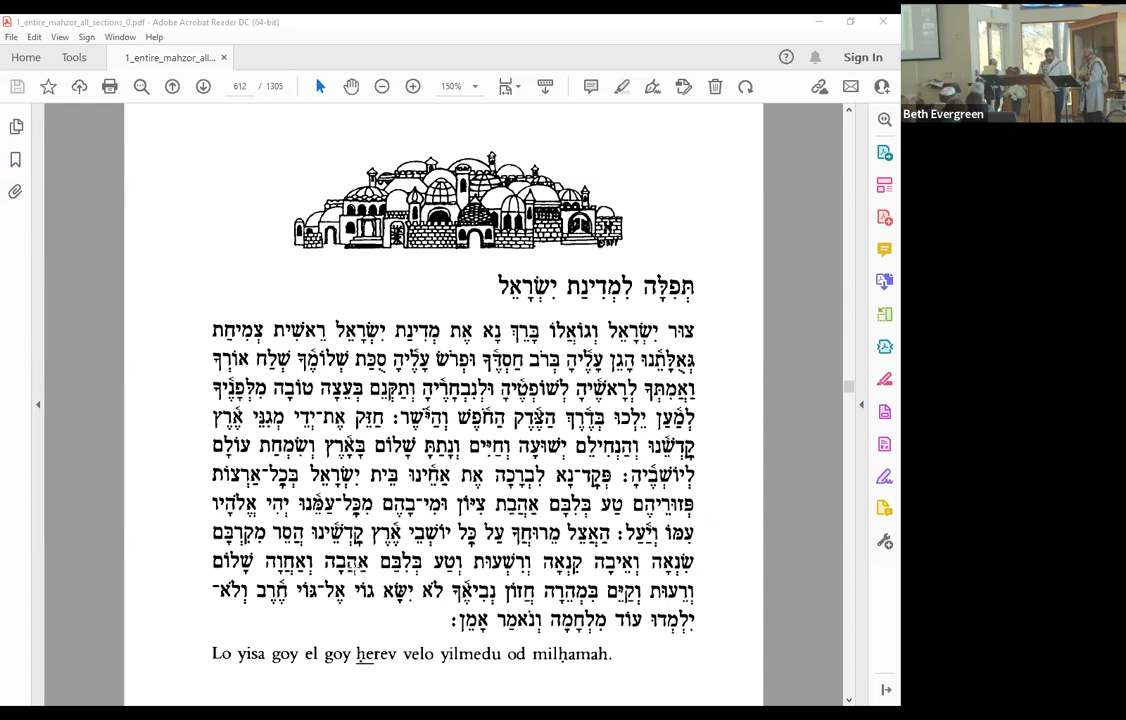 1_entire_mahzor_all_sections_0.pdf - Adobe Acrobat Reader DC (64-bit)
File Edit View Sign Window Help
Home Tools 1_entire_mahzor_all... × Sign In
612 / 1305 150%
Beth Evergreen
תְּפִלָּה לִמְדִינַת יִשְׂרָאֵל
צוּר יִשְׂרָאֵל וְגוֹאֲלוֹ בָּרֵךְ נָא אֶת מְדִינַת יִשְׂרָאֵל רֵאשִׁית צְמִיחַת
גְּאֻלָּתֵנוּ הָגֵן עָלֶיהָ בְּרֹב חַסְדֶּךָ וּפְרֹשׂ עָלֶיהָ סֻכַּת שְׁלוֹמֶךָ שְׁלַח אוֹרְךָ
וַאֲמִתְּךָ לְרָאשֶׁיהָ לְשׁוֹפְטֶיהָ וּלְנִבְחָרֶיהָ וְתַקְּנֵם בְּעֵצָה טוֹבָה מִלְּפָנֶיךָ
לְמַעַן יֵלְכוּ בְּדֶרֶךְ הַצֶּדֶק הַחֹפֶשׁ וְהַיֹּשֶׁר: חַזֵּק אֶת־יְדֵי מְגִנֵּי אֶרֶץ
קָדְשֵׁנוּ וְהַנְחִילֵם יְשׁוּעָה וְחַיִּים וְנָתַתָּ שָׁלוֹם בָּאָרֶץ וְשִׂמְחַת עוֹלָם
לְיוֹשְׁבֶיהָ: פְּקָד־נָא לִבְרָכָה אֶת אַחֵינוּ בֵּית יִשְׂרָאֵל בְּכָל־אַרְצוֹת
פְּזוּרֵיהֶם טַע בְּלִבָּם אַהֲבַת צִיּוֹן וּמִי־בָהֶם מִכָּל־עַמֵּנוּ יְהִי אֱלֹהָיו
עִמּוֹ וְיָּעַל: הַאֲצֵל מֵרוּחֲךָ עַל כָּל יוֹשְׁבֵי אֶרֶץ קָדְשֵׁינוּ הָסֵר מִקִּרְבָּם
שִׂנְאָה וְאֵיבָה קִנְאָה וְרִשְׁעוּת וְטַע בְּלִבָּם אַהֲבָה וְאַחֲוָה שָׁלוֹם
וְרֵעוּת וְקַיֵּם בִּמְהֵרָה חֲזוֹן נְבִיאֶךָ לֹא יִשָּׂא גוֹי אֶל־גּוֹי חֶרֶב וְלֹא־
יִלְמְדוּ עוֹד מִלְחָמָה וְנֹאמַר אָמֵן:
Lo yisa goy el goy ḥerev velo yilmedu od milḥamah.